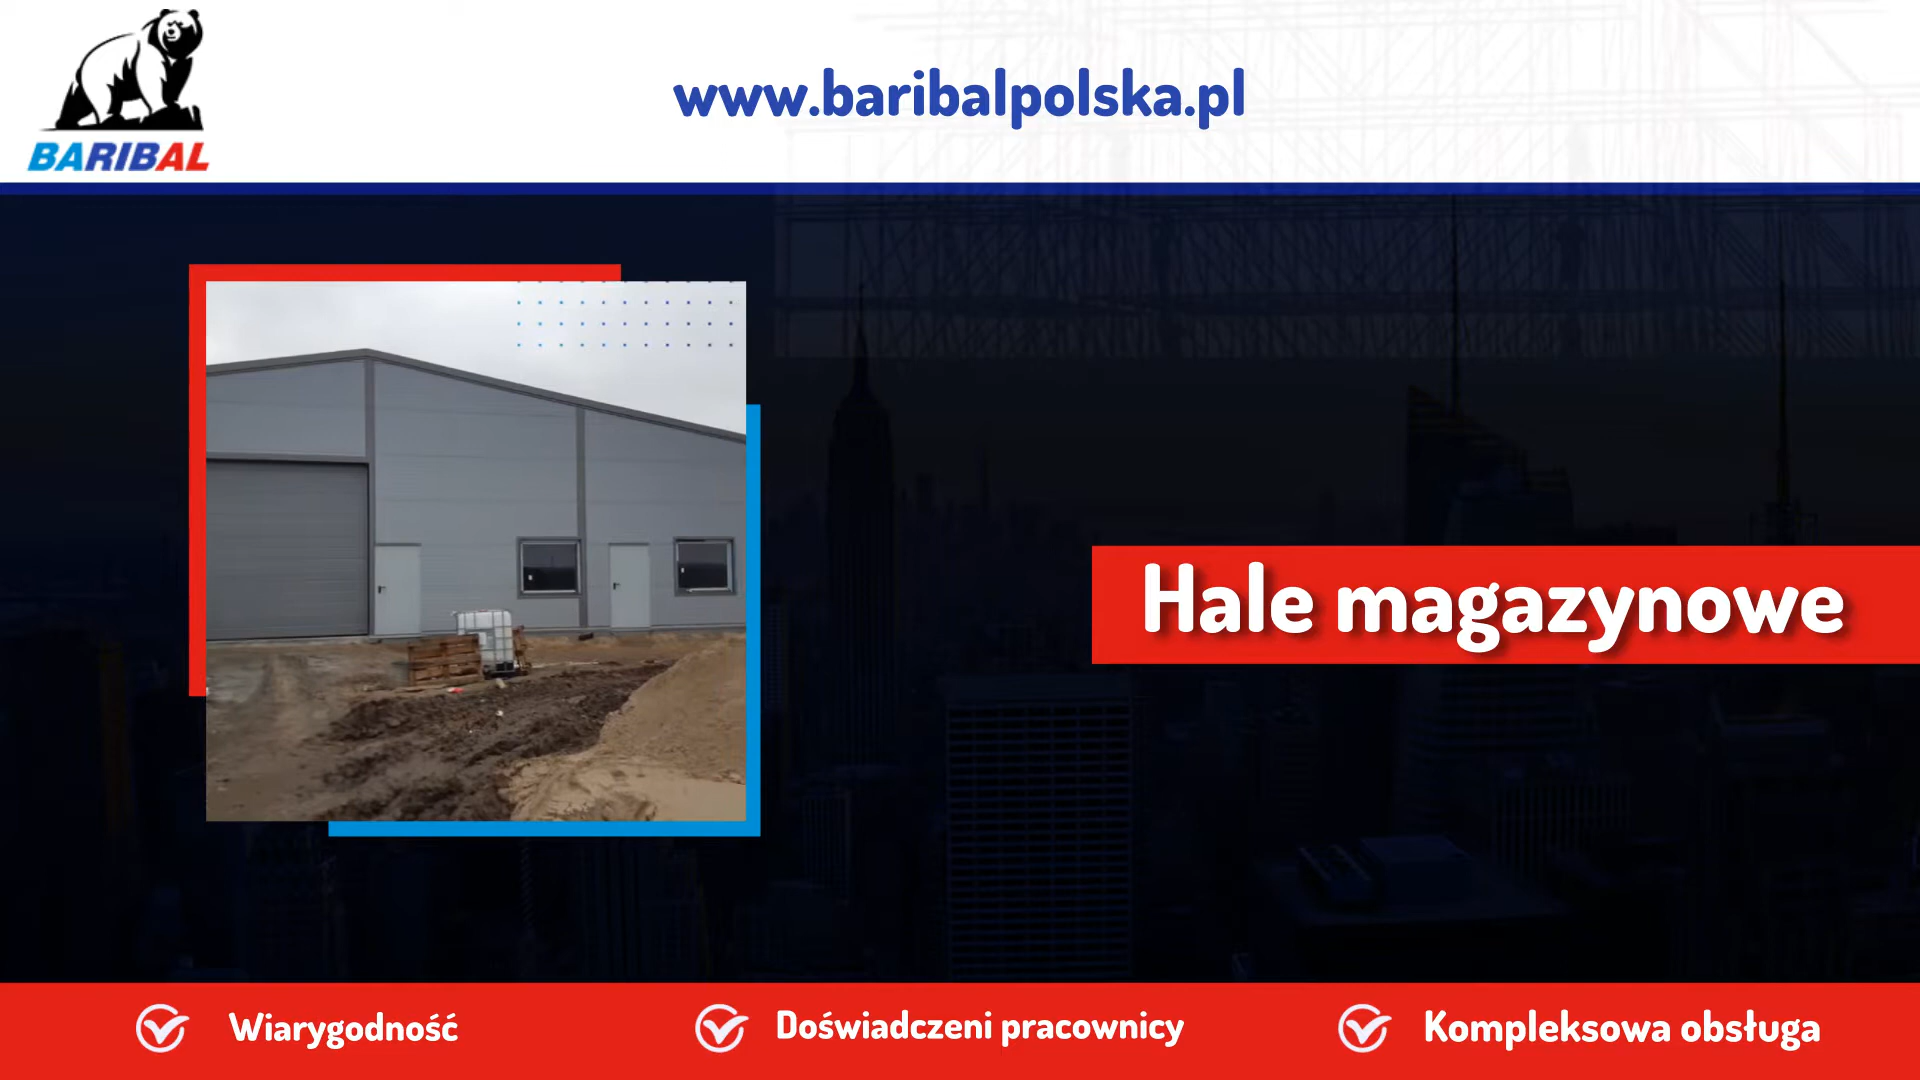 BARIBAL
www.baribalpolska.pl
Hale magazynowe
Wiarygodność
Doświadczeni pracownicy
Kompleksowa obsługa